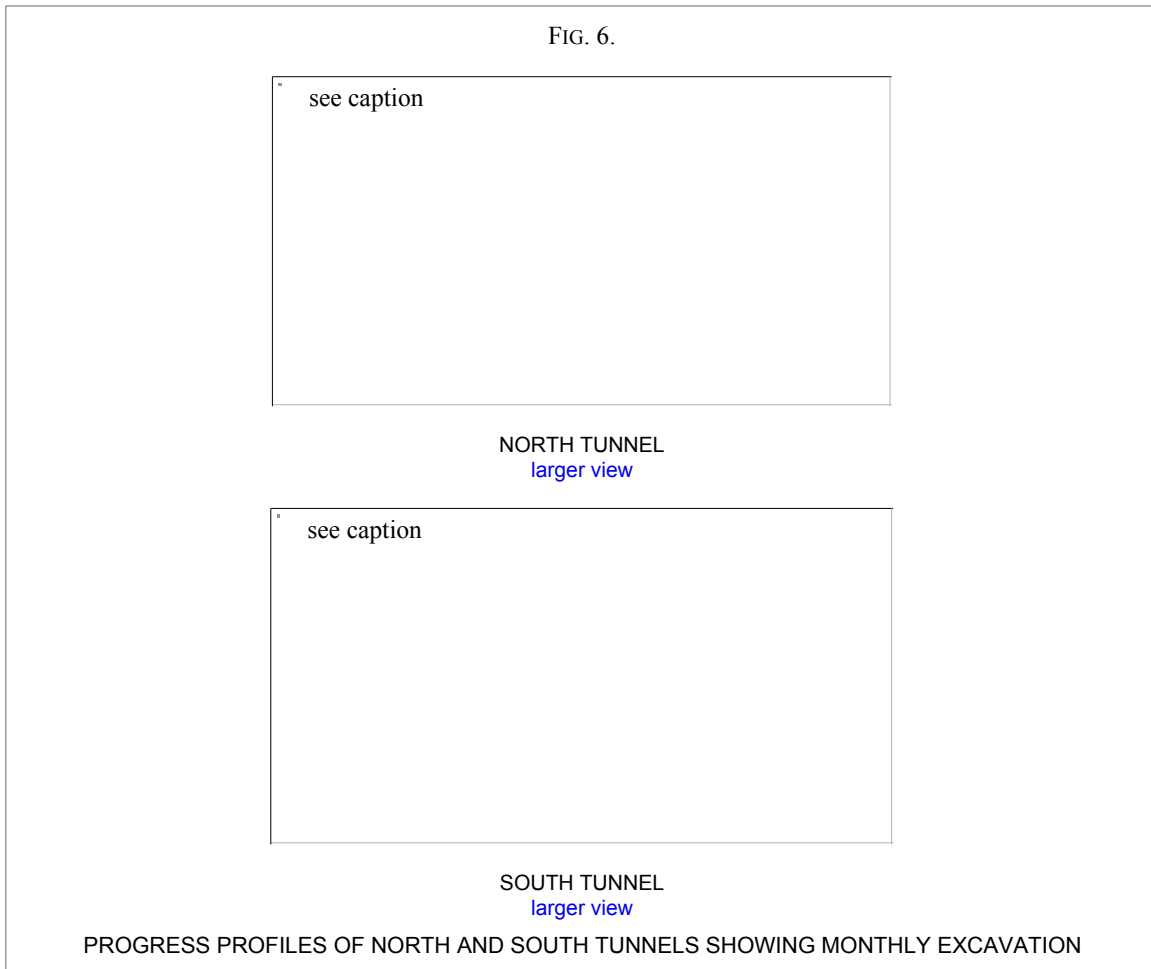 FIG. 6.
see caption
NORTH TUNNEL
larger view
see caption
SOUTH TUNNEL
larger view
PROGRESS PROFILES OF NORTH AND SOUTH TUNNELS SHOWING MONTHLY EXCAVATION